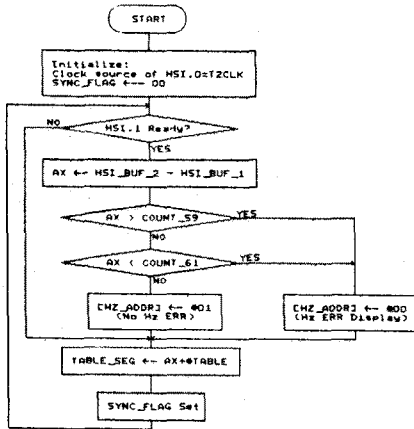 START
Initialize:
Clock source of HSI.0=T2CLK
SYNC_FLAG <--- 00
HSI.1 Ready?
NO
YES
AX <- HSI_BUF_2 - HSI_BUF_1
AX > COUNT_59
YES
NO
AX < COUNT_61
YES
NO
[HZ_ADDR] <- #01
(No Hz ERR)
[HZ_ADDR] <- #00
(Hz ERR Display)
TABLE_SEG <- AX+#TABLE
SYNC_FLAG Set